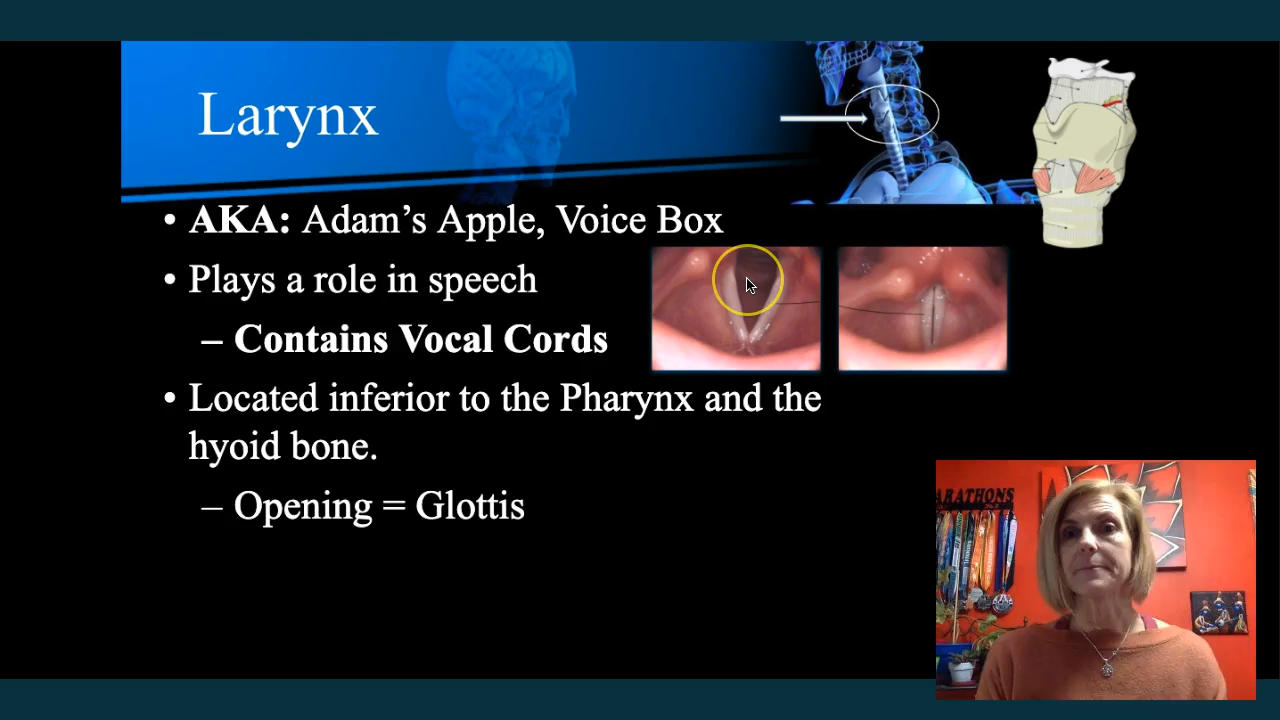 Larynx
• AKA: Adam’s Apple, Voice Box
• Plays a role in speech
– Contains Vocal Cords
• Located inferior to the Pharynx and the
hyoid bone.
– Opening = Glottis
ARATHONS